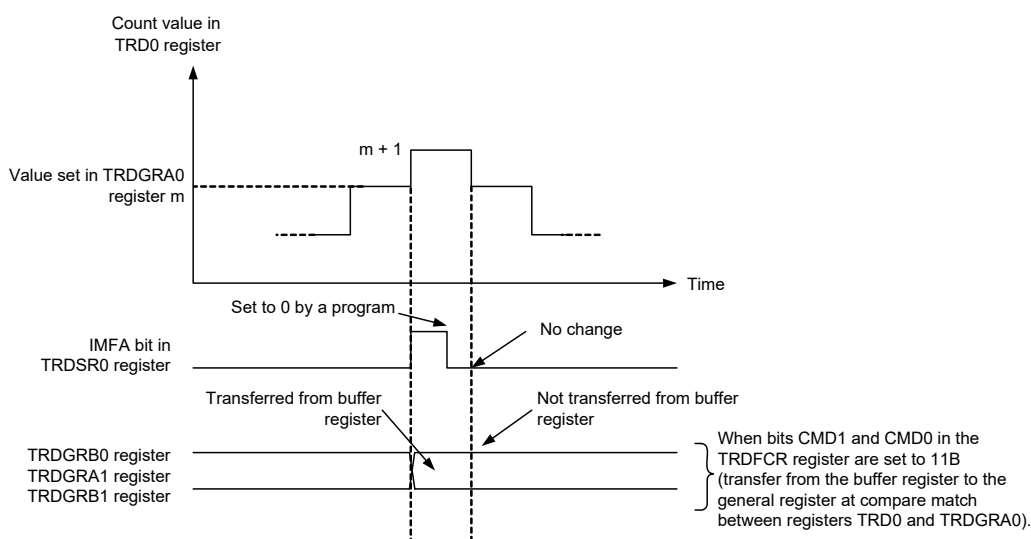 Count value in
TRD0 register
m + 1
Value set in TRDGRA0
register m
Time
Set to 0 by a program
No change
IMFA bit in
TRDSR0 register
Transferred from buffer
register
Not transferred from buffer
register
TRDGRB0 register
TRDGRA1 register
TRDGRB1 register
When bits CMD1 and CMD0 in the
TRDFCR register are set to 11B
(transfer from the buffer register to the
general register at compare match
between registers TRD0 and TRDGRA0).